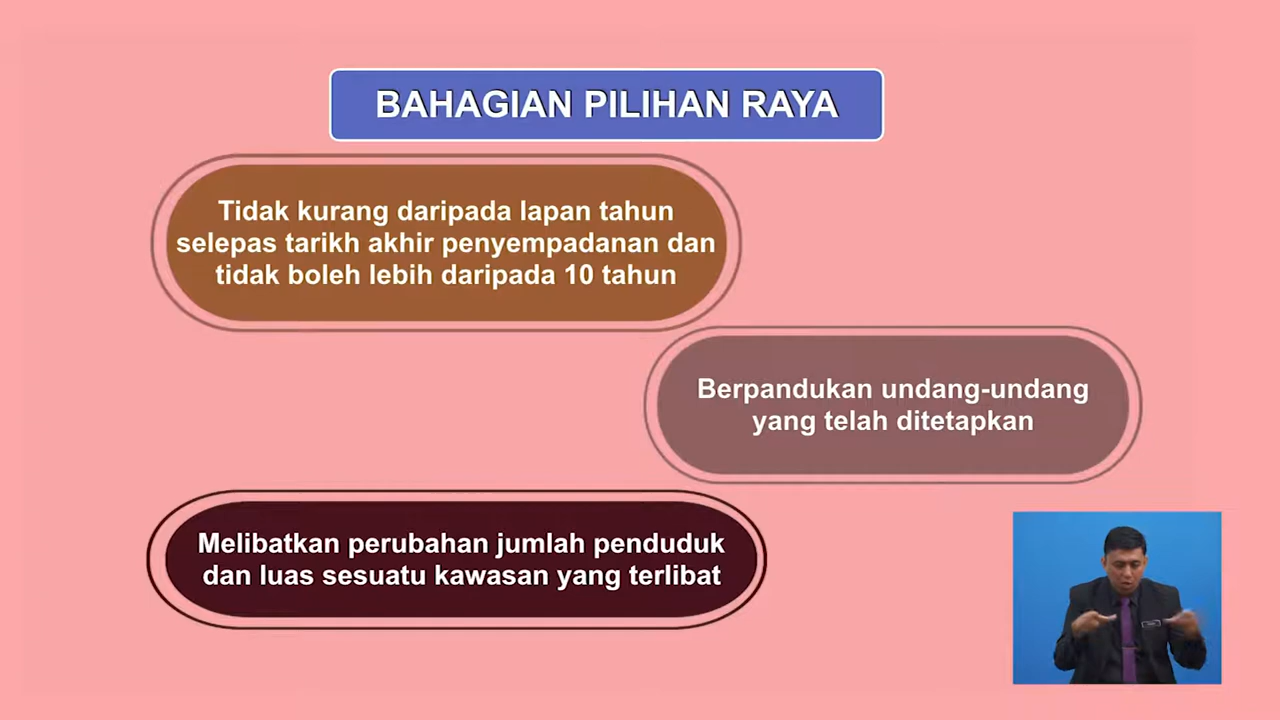 BAHAGIAN PILIHAN RAYA
Tidak kurang daripada lapan tahun
selepas tarikh akhir penyempadanan dan
tidak boleh lebih daripada 10 tahun
Berpandukan undang-undang
yang telah ditetapkan
Melibatkan perubahan jumlah penduduk
dan luas sesuatu kawasan yang terlibat